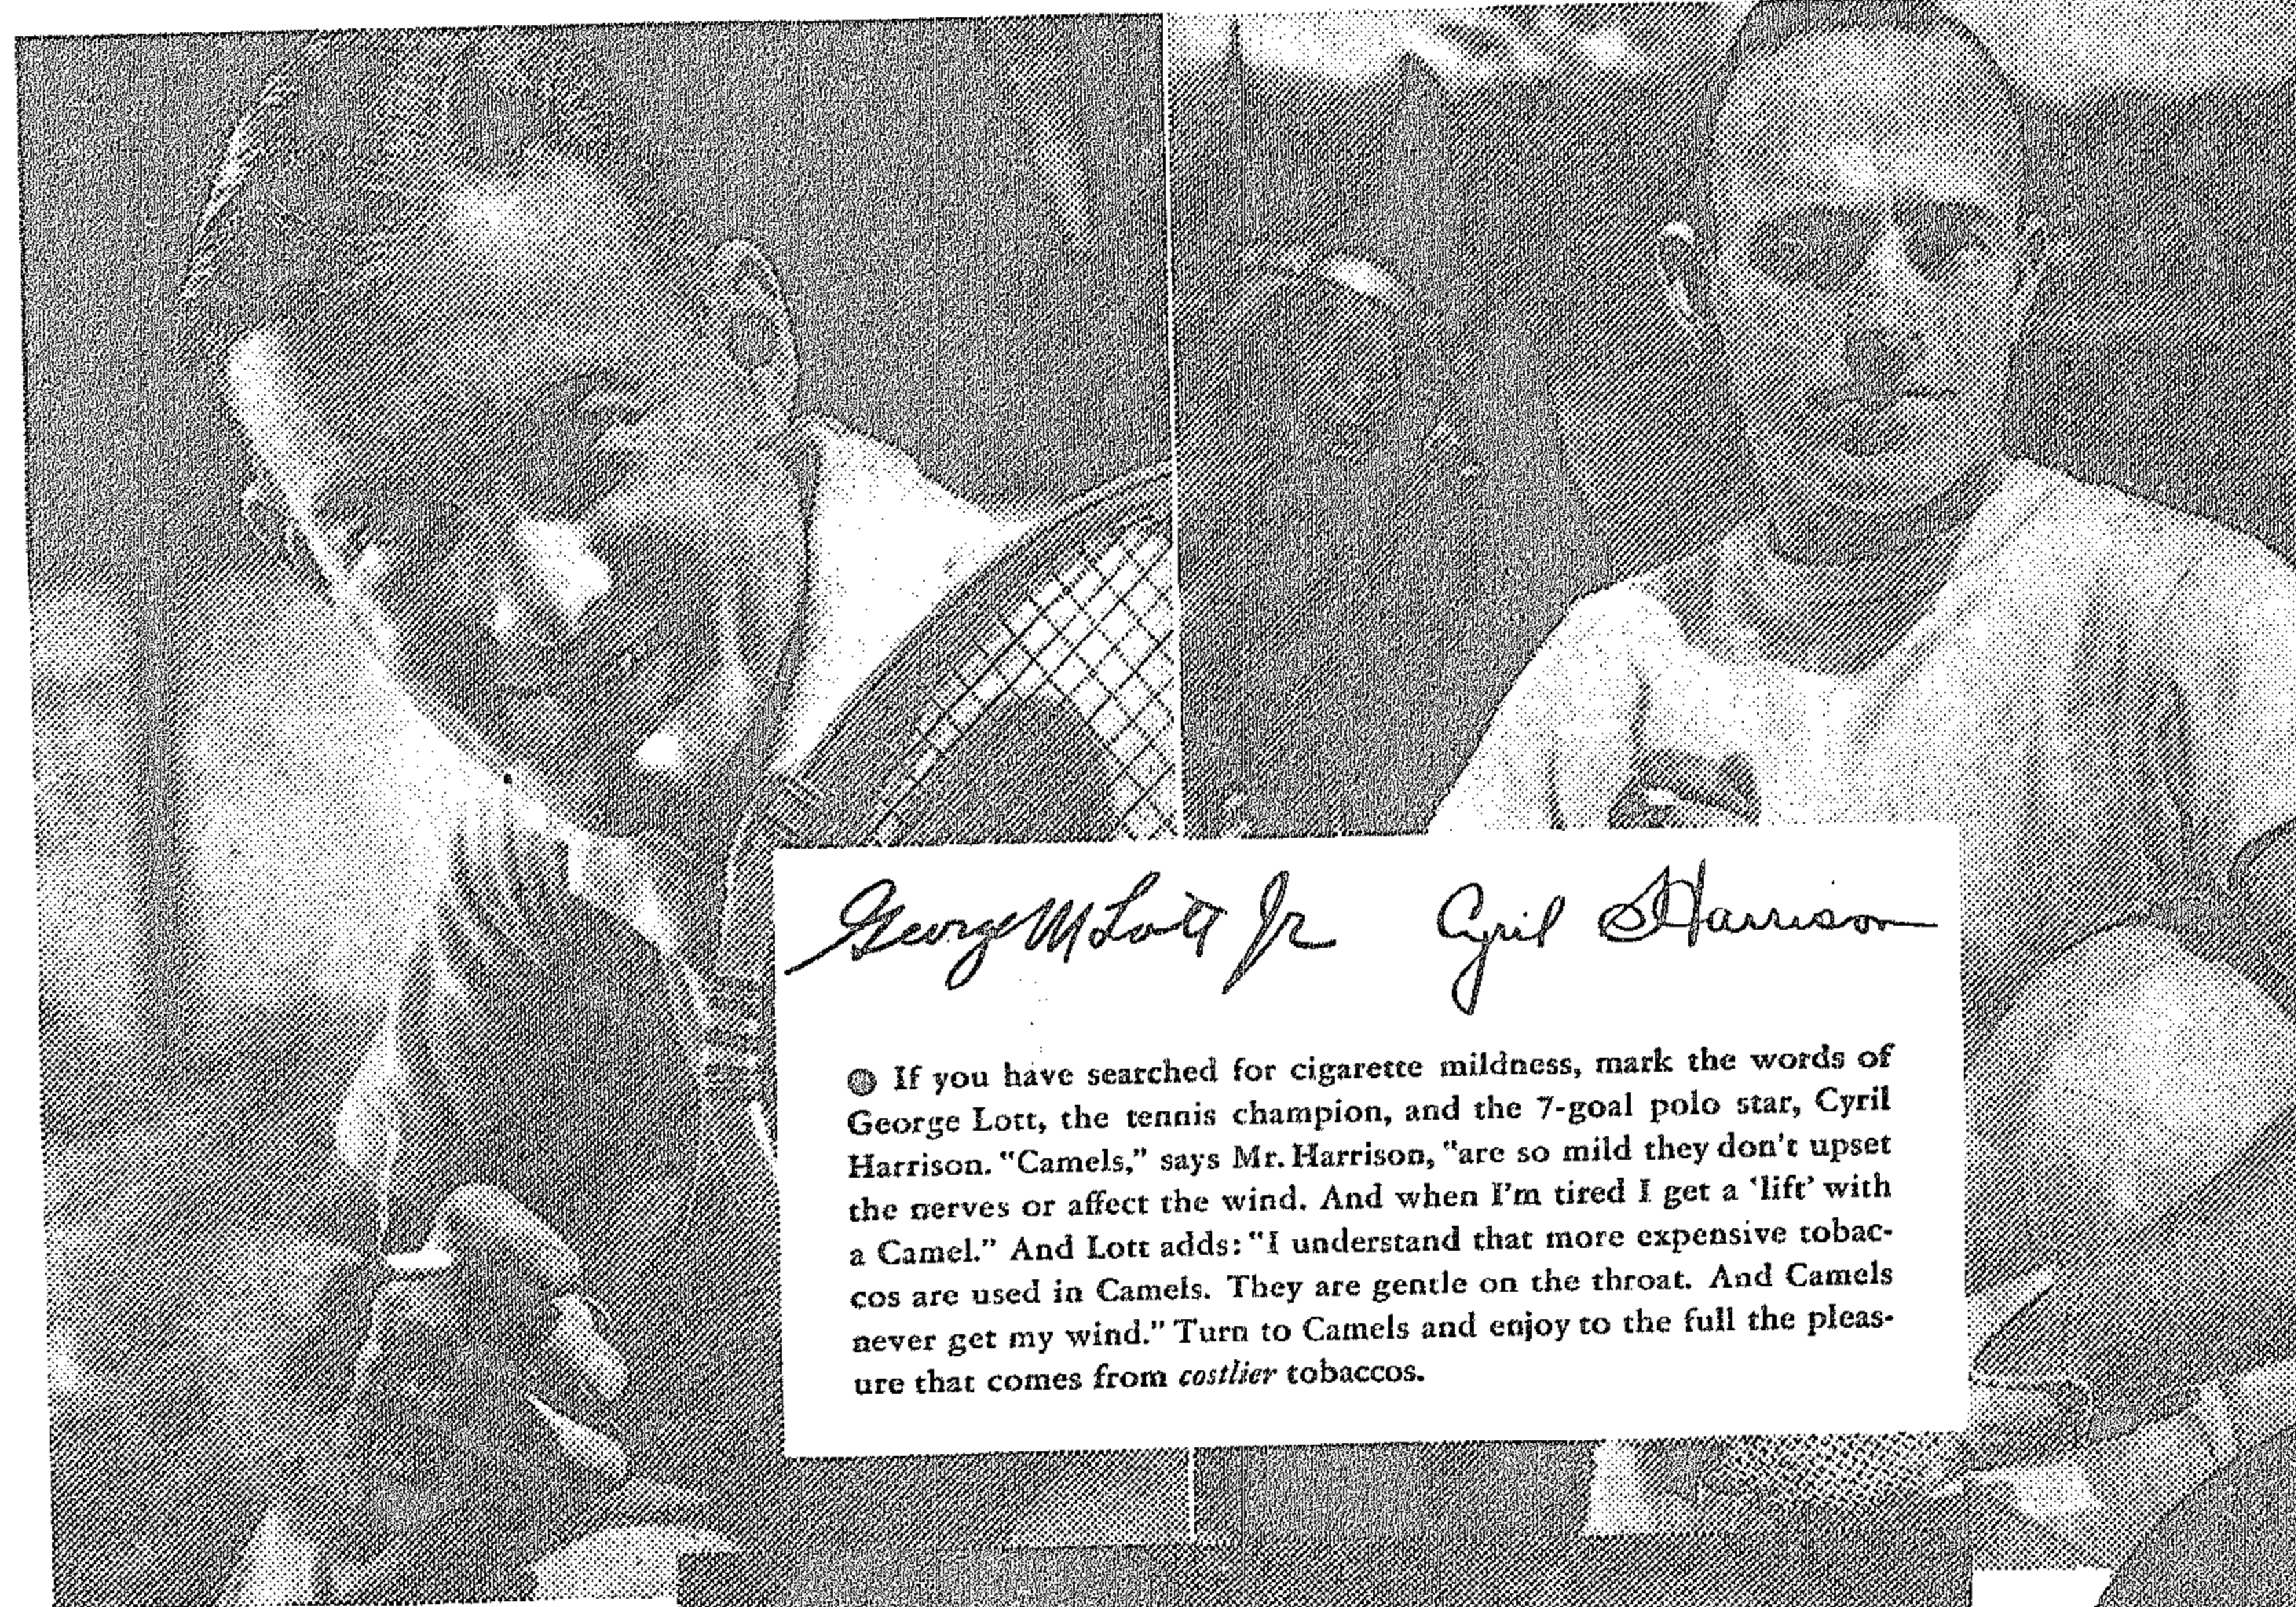 George M Lott Jr Cyril S Harrison
If you have searched for cigarette mildness, mark the words of
George Lott, the tennis champion, and the 7-goal polo star, Cyril
Harrison. "Camels," says Mr. Harrison, "are so mild they don't upset
the nerves or affect the wind. And when I'm tired I get a 'lift' with
a Camel." And Lott adds: "I understand that more expensive tobac-
cos are used in Camels. They are gentle on the throat. And Camels
never get my wind." Turn to Camels and enjoy to the full the pleas-
ure that comes from costlier tobaccos.